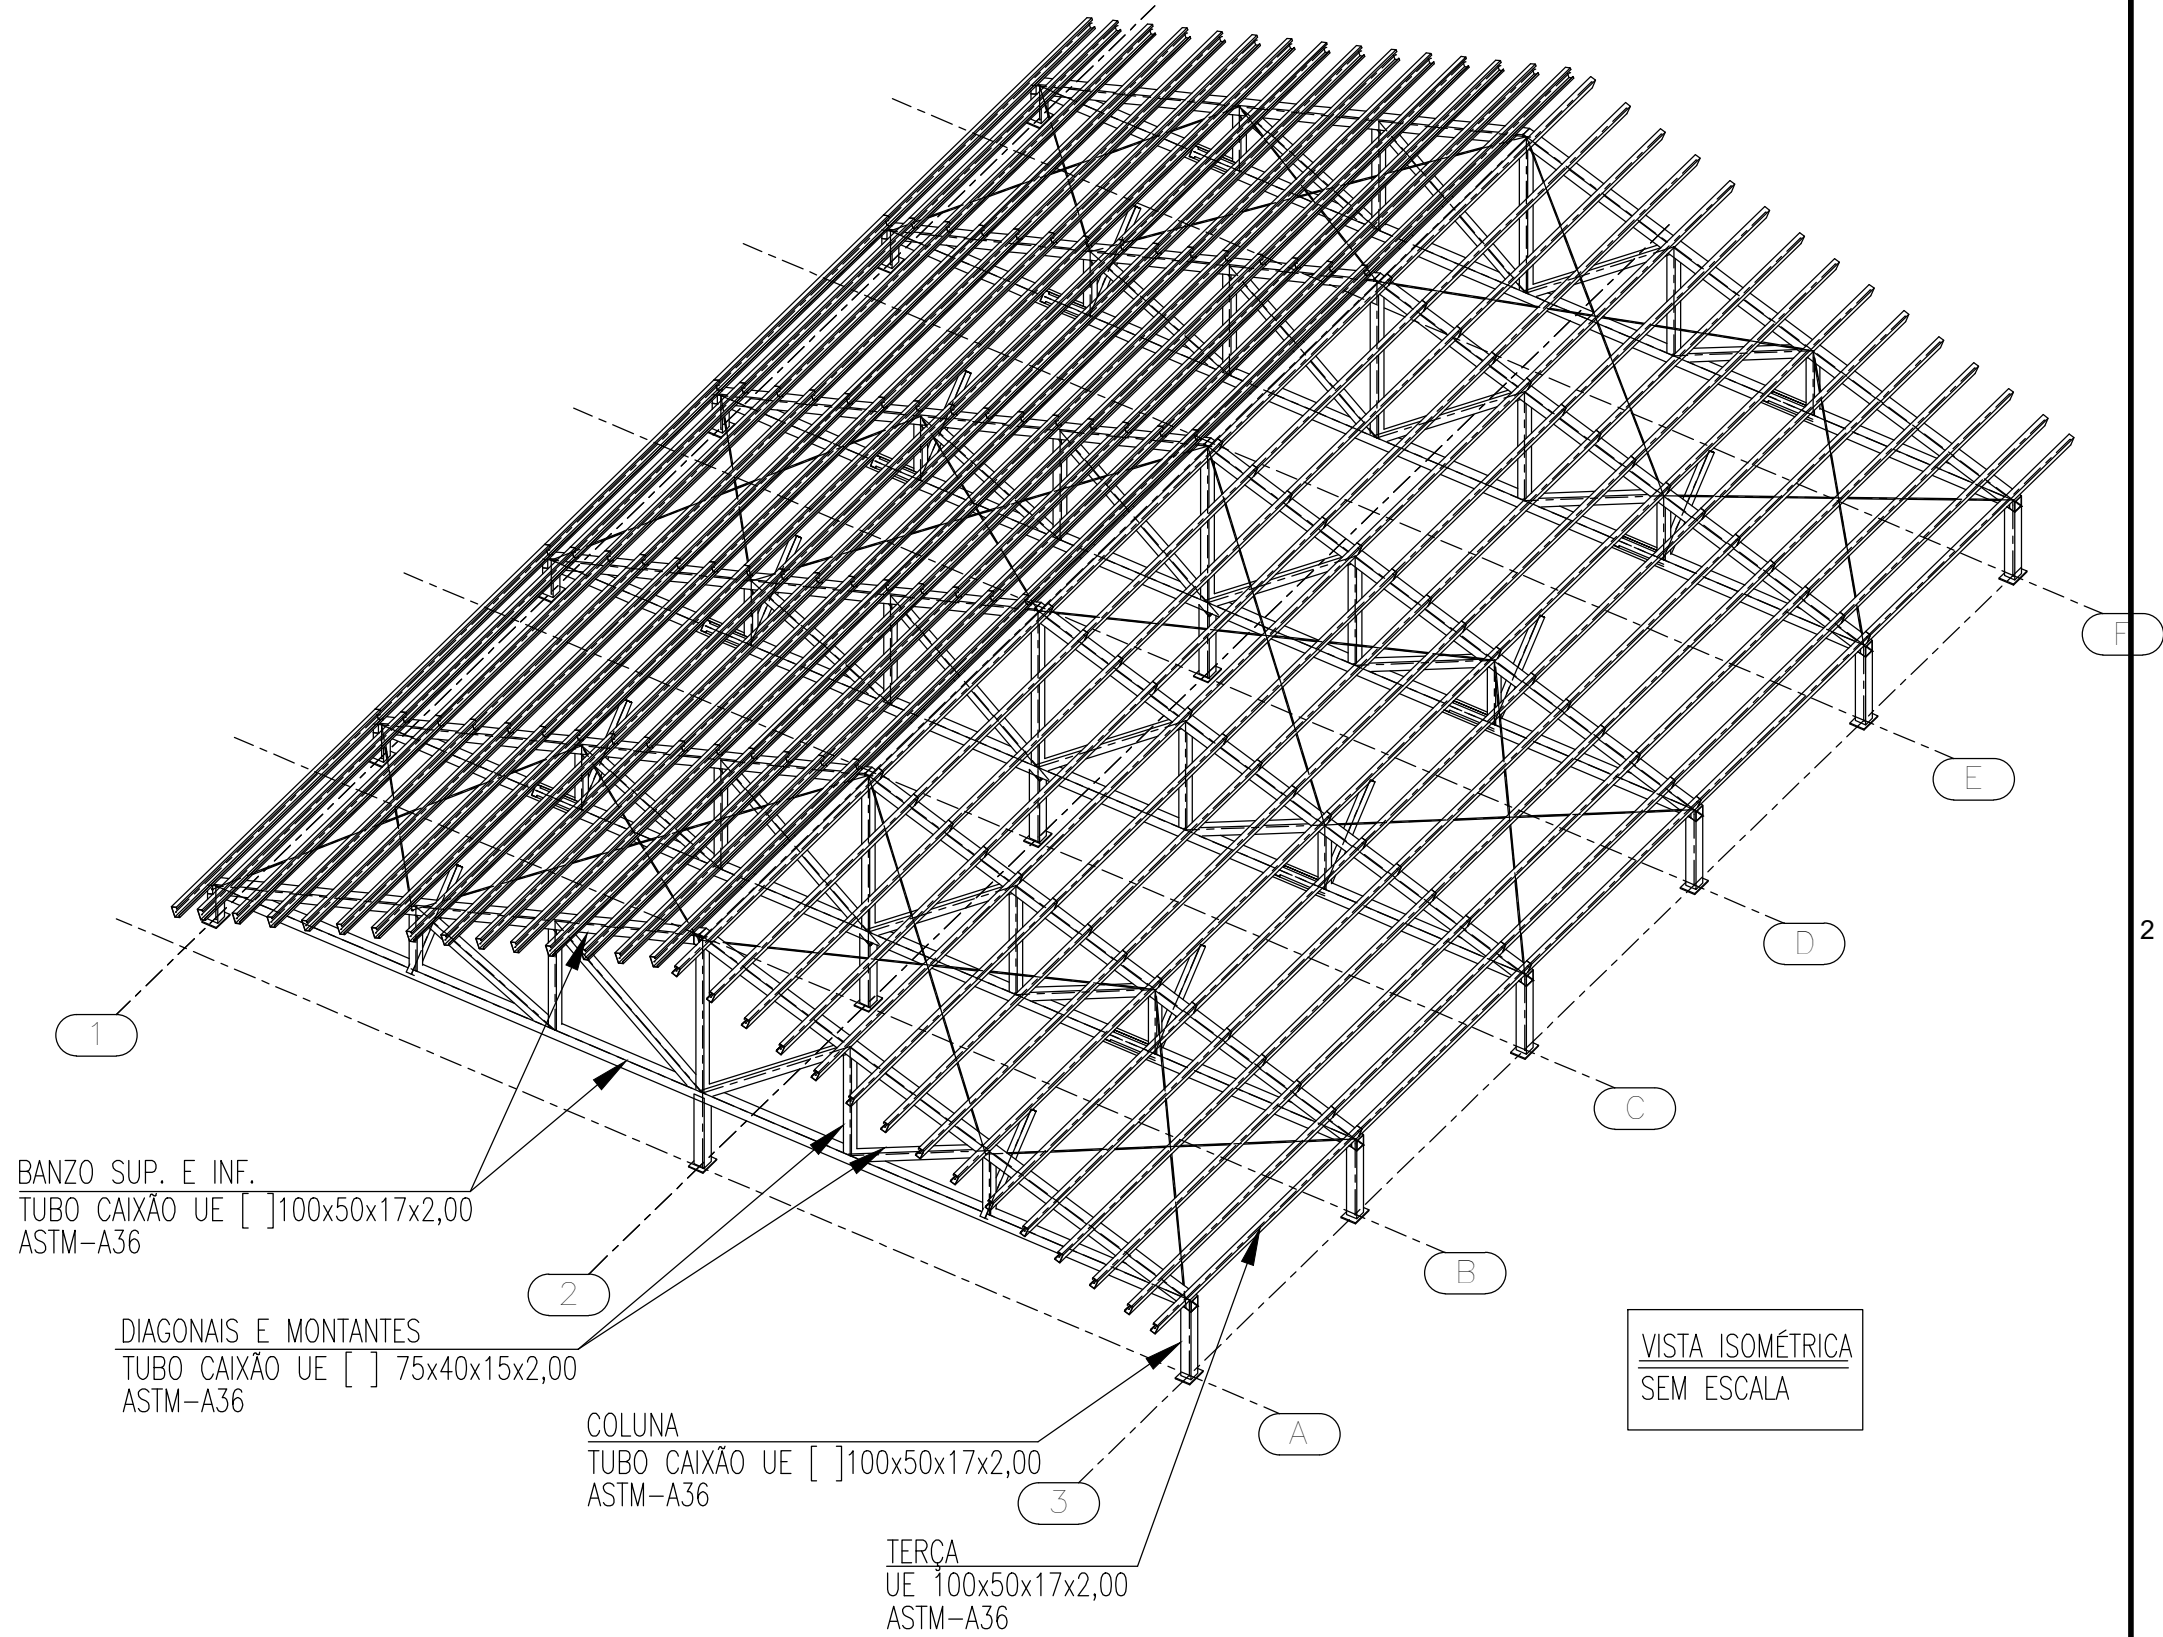 F
E
2
D
1
C
BANZO SUP. E INF.
TUBO CAIXÃO UE [ ]100x50x17x2,00
ASTM-A36
B
2
DIAGONAIS E MONTANTES
TUBO CAIXÃO UE [ ] 75x40x15x2,00
ASTM-A36
VISTA ISOMÉTRICA
SEM ESCALA
A
COLUNA
TUBO CAIXÃO UE [ ]100x50x17x2,00
ASTM-A36
3
TERÇA
UE 100x50x17x2,00
ASTM-A36